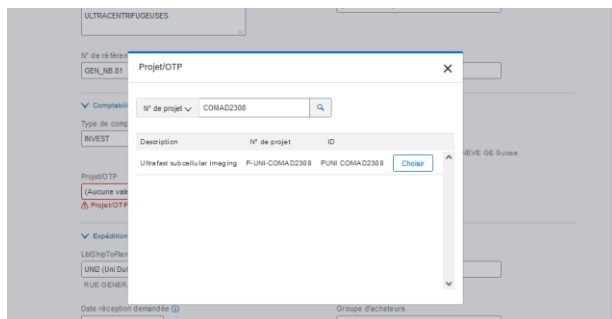 ULTRACENTRIFUGEUSES
N° de référen
GEN_NB.81
Projet/OTP
N° de projet
COMAD2308
Description N° de projet ID
Ultrafast subcellular imaging P-UNI-COMAD2308 PUNI COMAD2308 Choisir
Comptabili
Type de comp
INVEST
NEVE GE Suisse
Projet/OTP
(Aucune vale
Projet/OTP
Expédition
LblShipToPlan
UNI2 (Uni Duf
RUE GENER
Date réception demandée
Groupe d'acheteurs